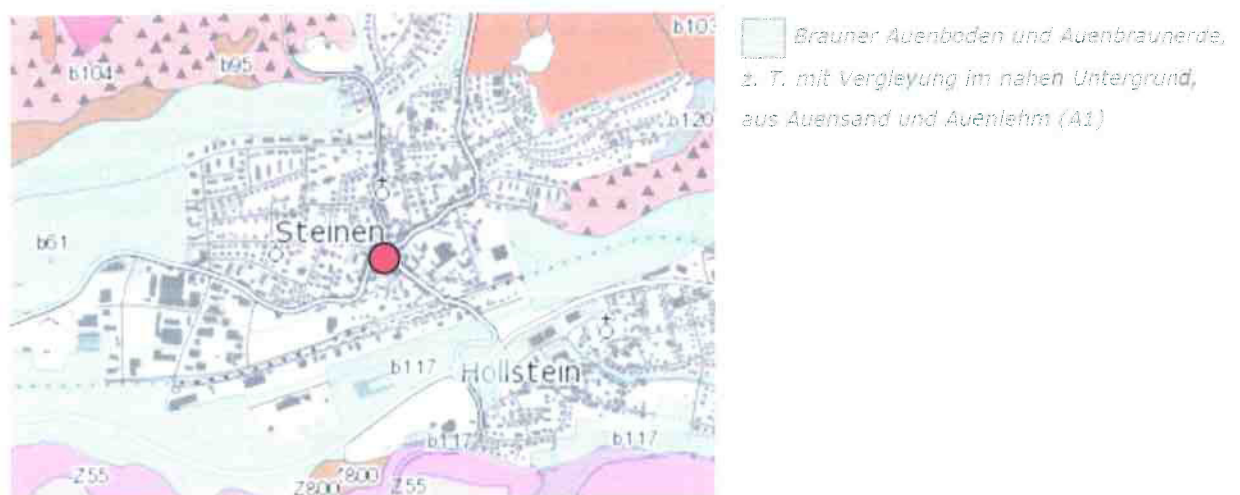 b103
b104
b95
b120
Steinen
b61
b117
Hollstein
b117
b117
Z55
Z800
Z55
Brauner Auenboden und Auenbraunerde,
z. T. mit Vergleyung im nahen Untergrund,
aus Auensand und Auenlehm (A1)